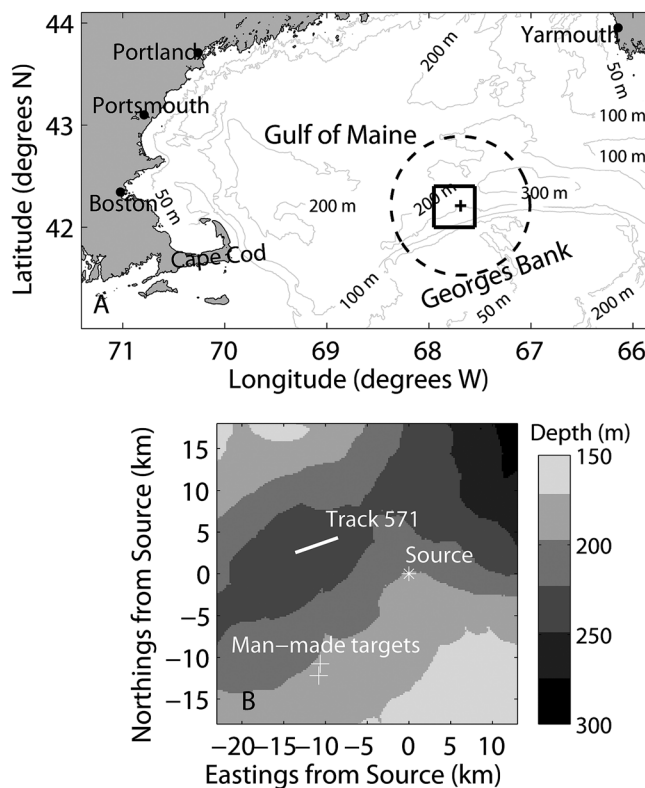 44
Portland
Yarmouth
200 m
50 m
Portsmouth
43
100 m
Gulf of Maine
100 m
Latitude (degrees N)
200 m
300 m
Boston
50 m
200 m
42
Cape Cod
Georges Bank
100 m
50 m
200 m
A
71 70 69 68 67 66
Longitude (degrees W)
Depth (m)
15
150
10
Track 571
5
Source
200
0
Northings from Source (km)
−5
Man−made targets
250
−10
−15
B
300
−20 −15 −10 −5 0 5 10
Eastings from Source (km)